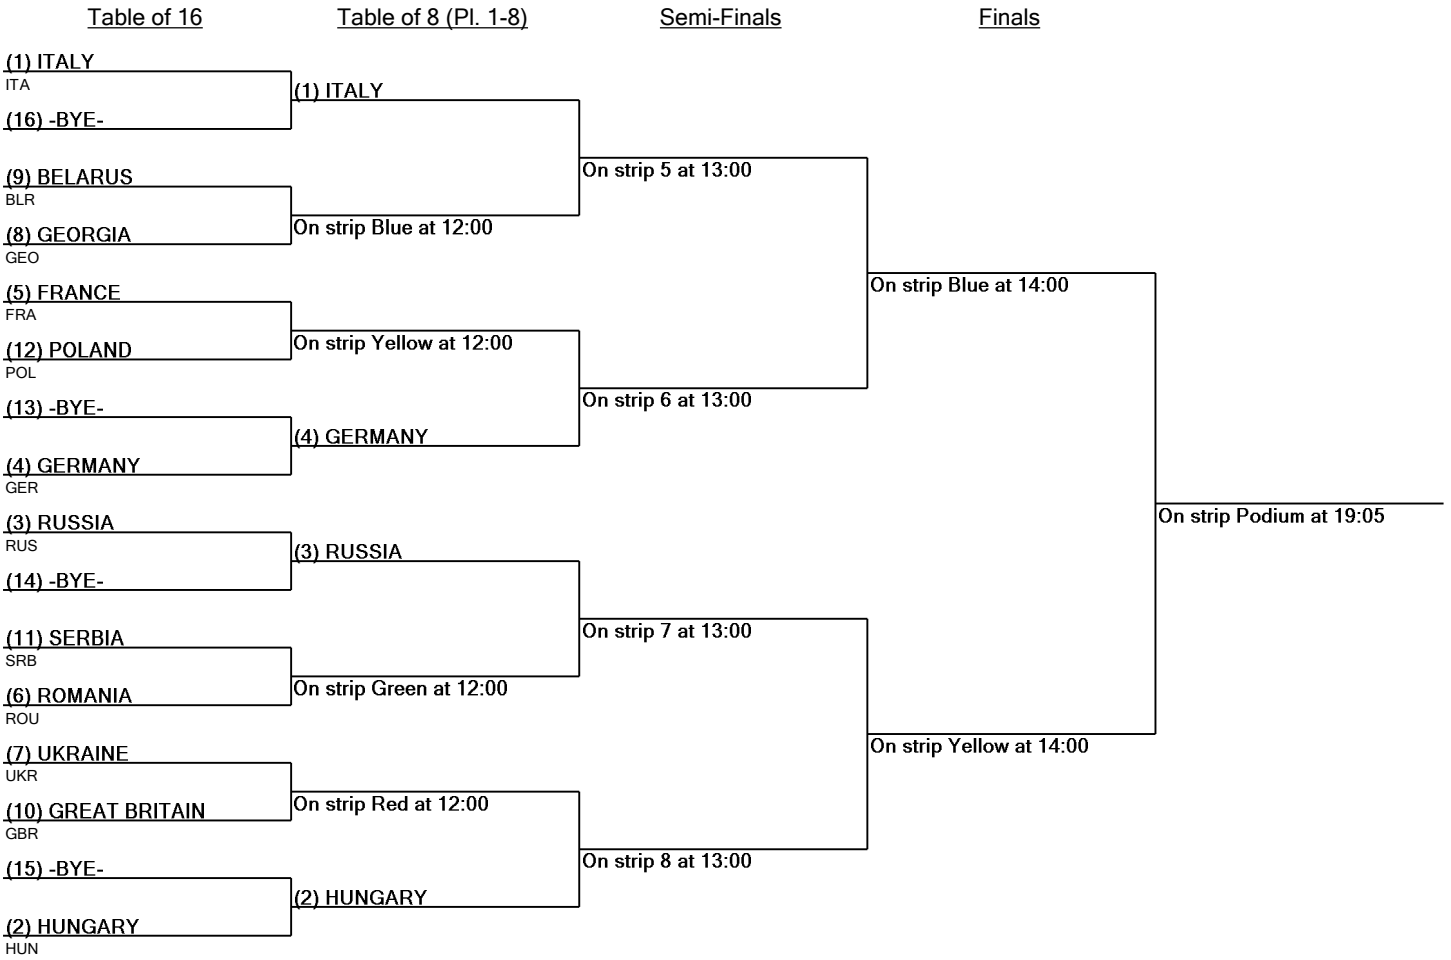 Table of 16
Table of 8 (Pl. 1-8)
Semi-Finals
Finals
(1) ITALY
ITA
(1) ITALY
(16) -BYE-
On strip 5 at 13:00
(9) BELARUS
BLR
On strip Blue at 12:00
(8) GEORGIA
GEO
On strip Blue at 14:00
(5) FRANCE
FRA
On strip Yellow at 12:00
(12) POLAND
POL
On strip 6 at 13:00
(13) -BYE-
(4) GERMANY
(4) GERMANY
GER
On strip Podium at 19:05
(3) RUSSIA
RUS
(3) RUSSIA
(14) -BYE-
On strip 7 at 13:00
(11) SERBIA
SRB
On strip Green at 12:00
(6) ROMANIA
ROU
On strip Yellow at 14:00
(7) UKRAINE
UKR
On strip Red at 12:00
(10) GREAT BRITAIN
GBR
On strip 8 at 13:00
(15) -BYE-
(2) HUNGARY
(2) HUNGARY
HUN